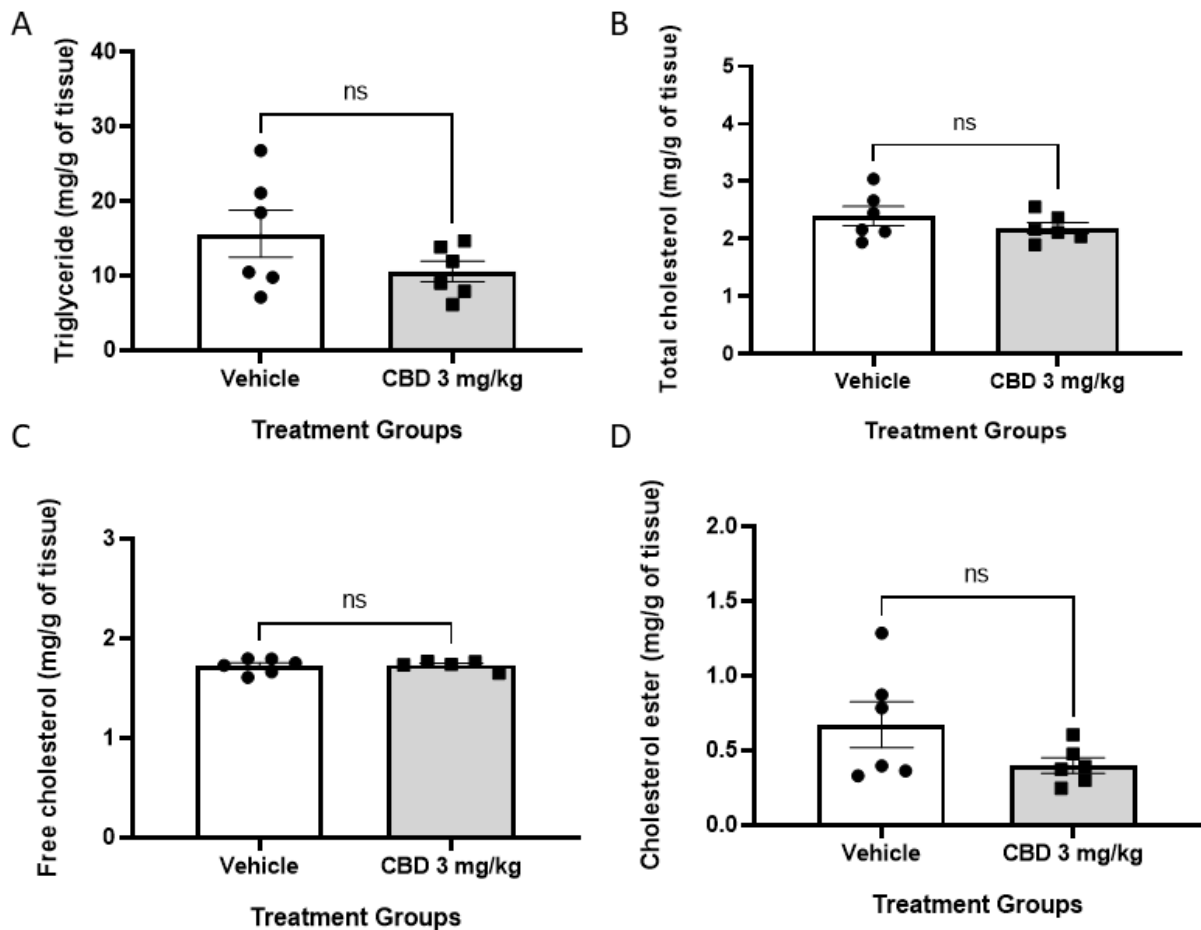 A
Triglyceride (mg/g of tissue)
40
30
20
10
0
ns
Vehicle
CBD 3 mg/kg
Treatment Groups
B
Total cholesterol (mg/g of tissue)
5
4
3
2
1
0
ns
Vehicle
CBD 3 mg/kg
Treatment Groups
C
Free cholesterol (mg/g of tissue)
3
2
1
0
ns
Vehicle
CBD 3 mg/kg
Treatment Groups
D
Cholesterol ester (mg/g of tissue)
2.0
1.5
1.0
0.5
0.0
ns
Vehicle
CBD 3 mg/kg
Treatment Groups